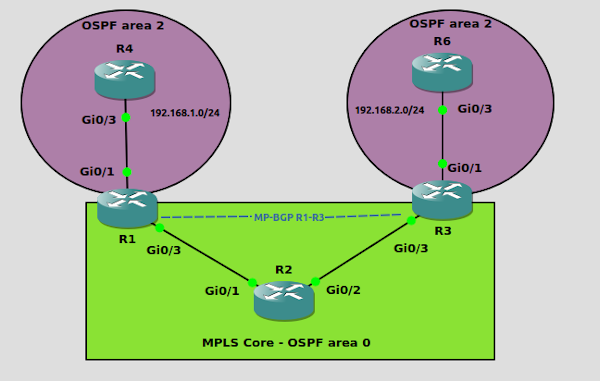 OSPF area 2
R4
192.168.1.0/24
Gi0/3
Gi0/1
R1
Gi0/3
OSPF area 2
R6
192.168.2.0/24
Gi0/3
Gi0/1
R3
Gi0/3
MP-BGP R1-R3
R2
Gi0/1
Gi0/2
MPLS Core - OSPF area 0